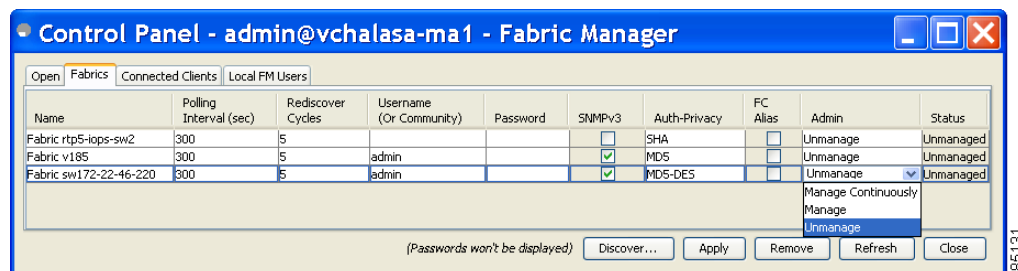 Control Panel - admin@vchalasa-ma1 - Fabric Manager
Open Fabrics Connected Clients Local FM Users
Name Polling Interval (sec) Rediscover Cycles Username (Or Community) Password SNMPv3 Auth-Privacy FC Alias Admin Status
Fabric rtp5-iops-sw2 300 5 SHA Unmanage Unmanaged
Fabric v185 300 5 admin MD5 Unmanage Unmanaged
Fabric sw172-22-46-220 300 5 admin MD5-DES Unmanage Unmanaged
Manage Continuously
Manage
Unmanage
(Passwords won't be displayed) Discover... Apply Remove Refresh Close
95131